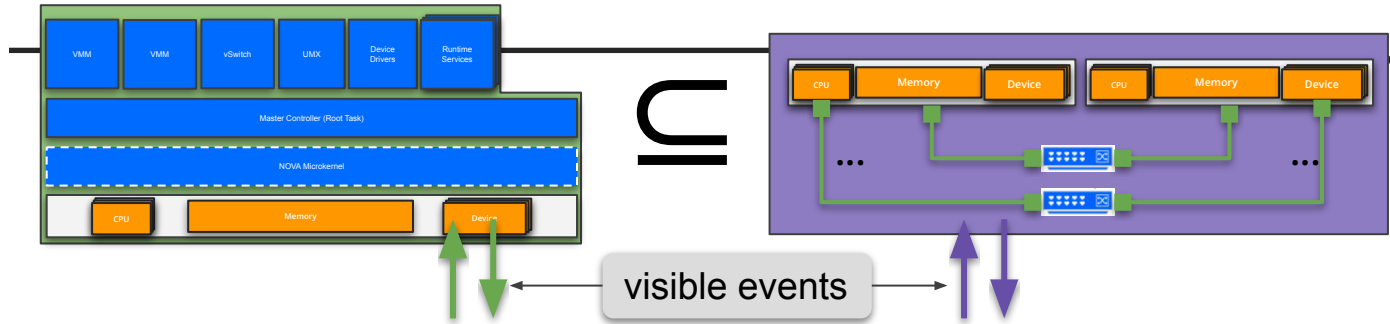 VMM
VMM
vSwitch
UMX
Device
Drivers
Runtime
Services
Master Controller (Root Task)
NOVA Microkernel
CPU
Memory
Device
⊆
CPU
Memory
Device
CPU
Memory
Device
...
...
visible events